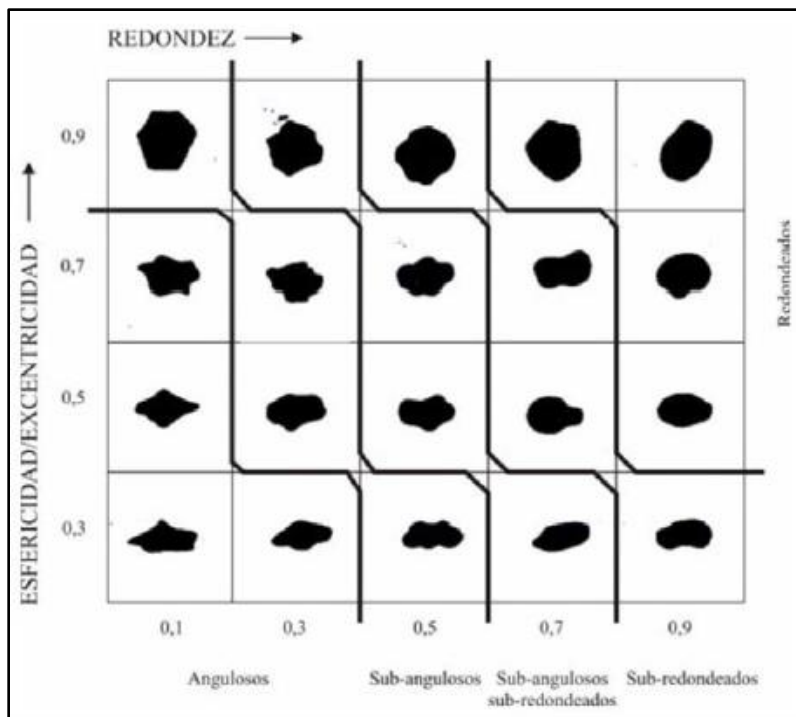 REDONDEZ
0,9
0,7
0,5
0,3
ESFERICIDAD/EXCENTRICIDAD
Redondeados
0,1 0,3 0,5 0,7 0,9
Angulosos Sub-angulosos Sub-angulosos Sub-redondeados
sub-redondeados